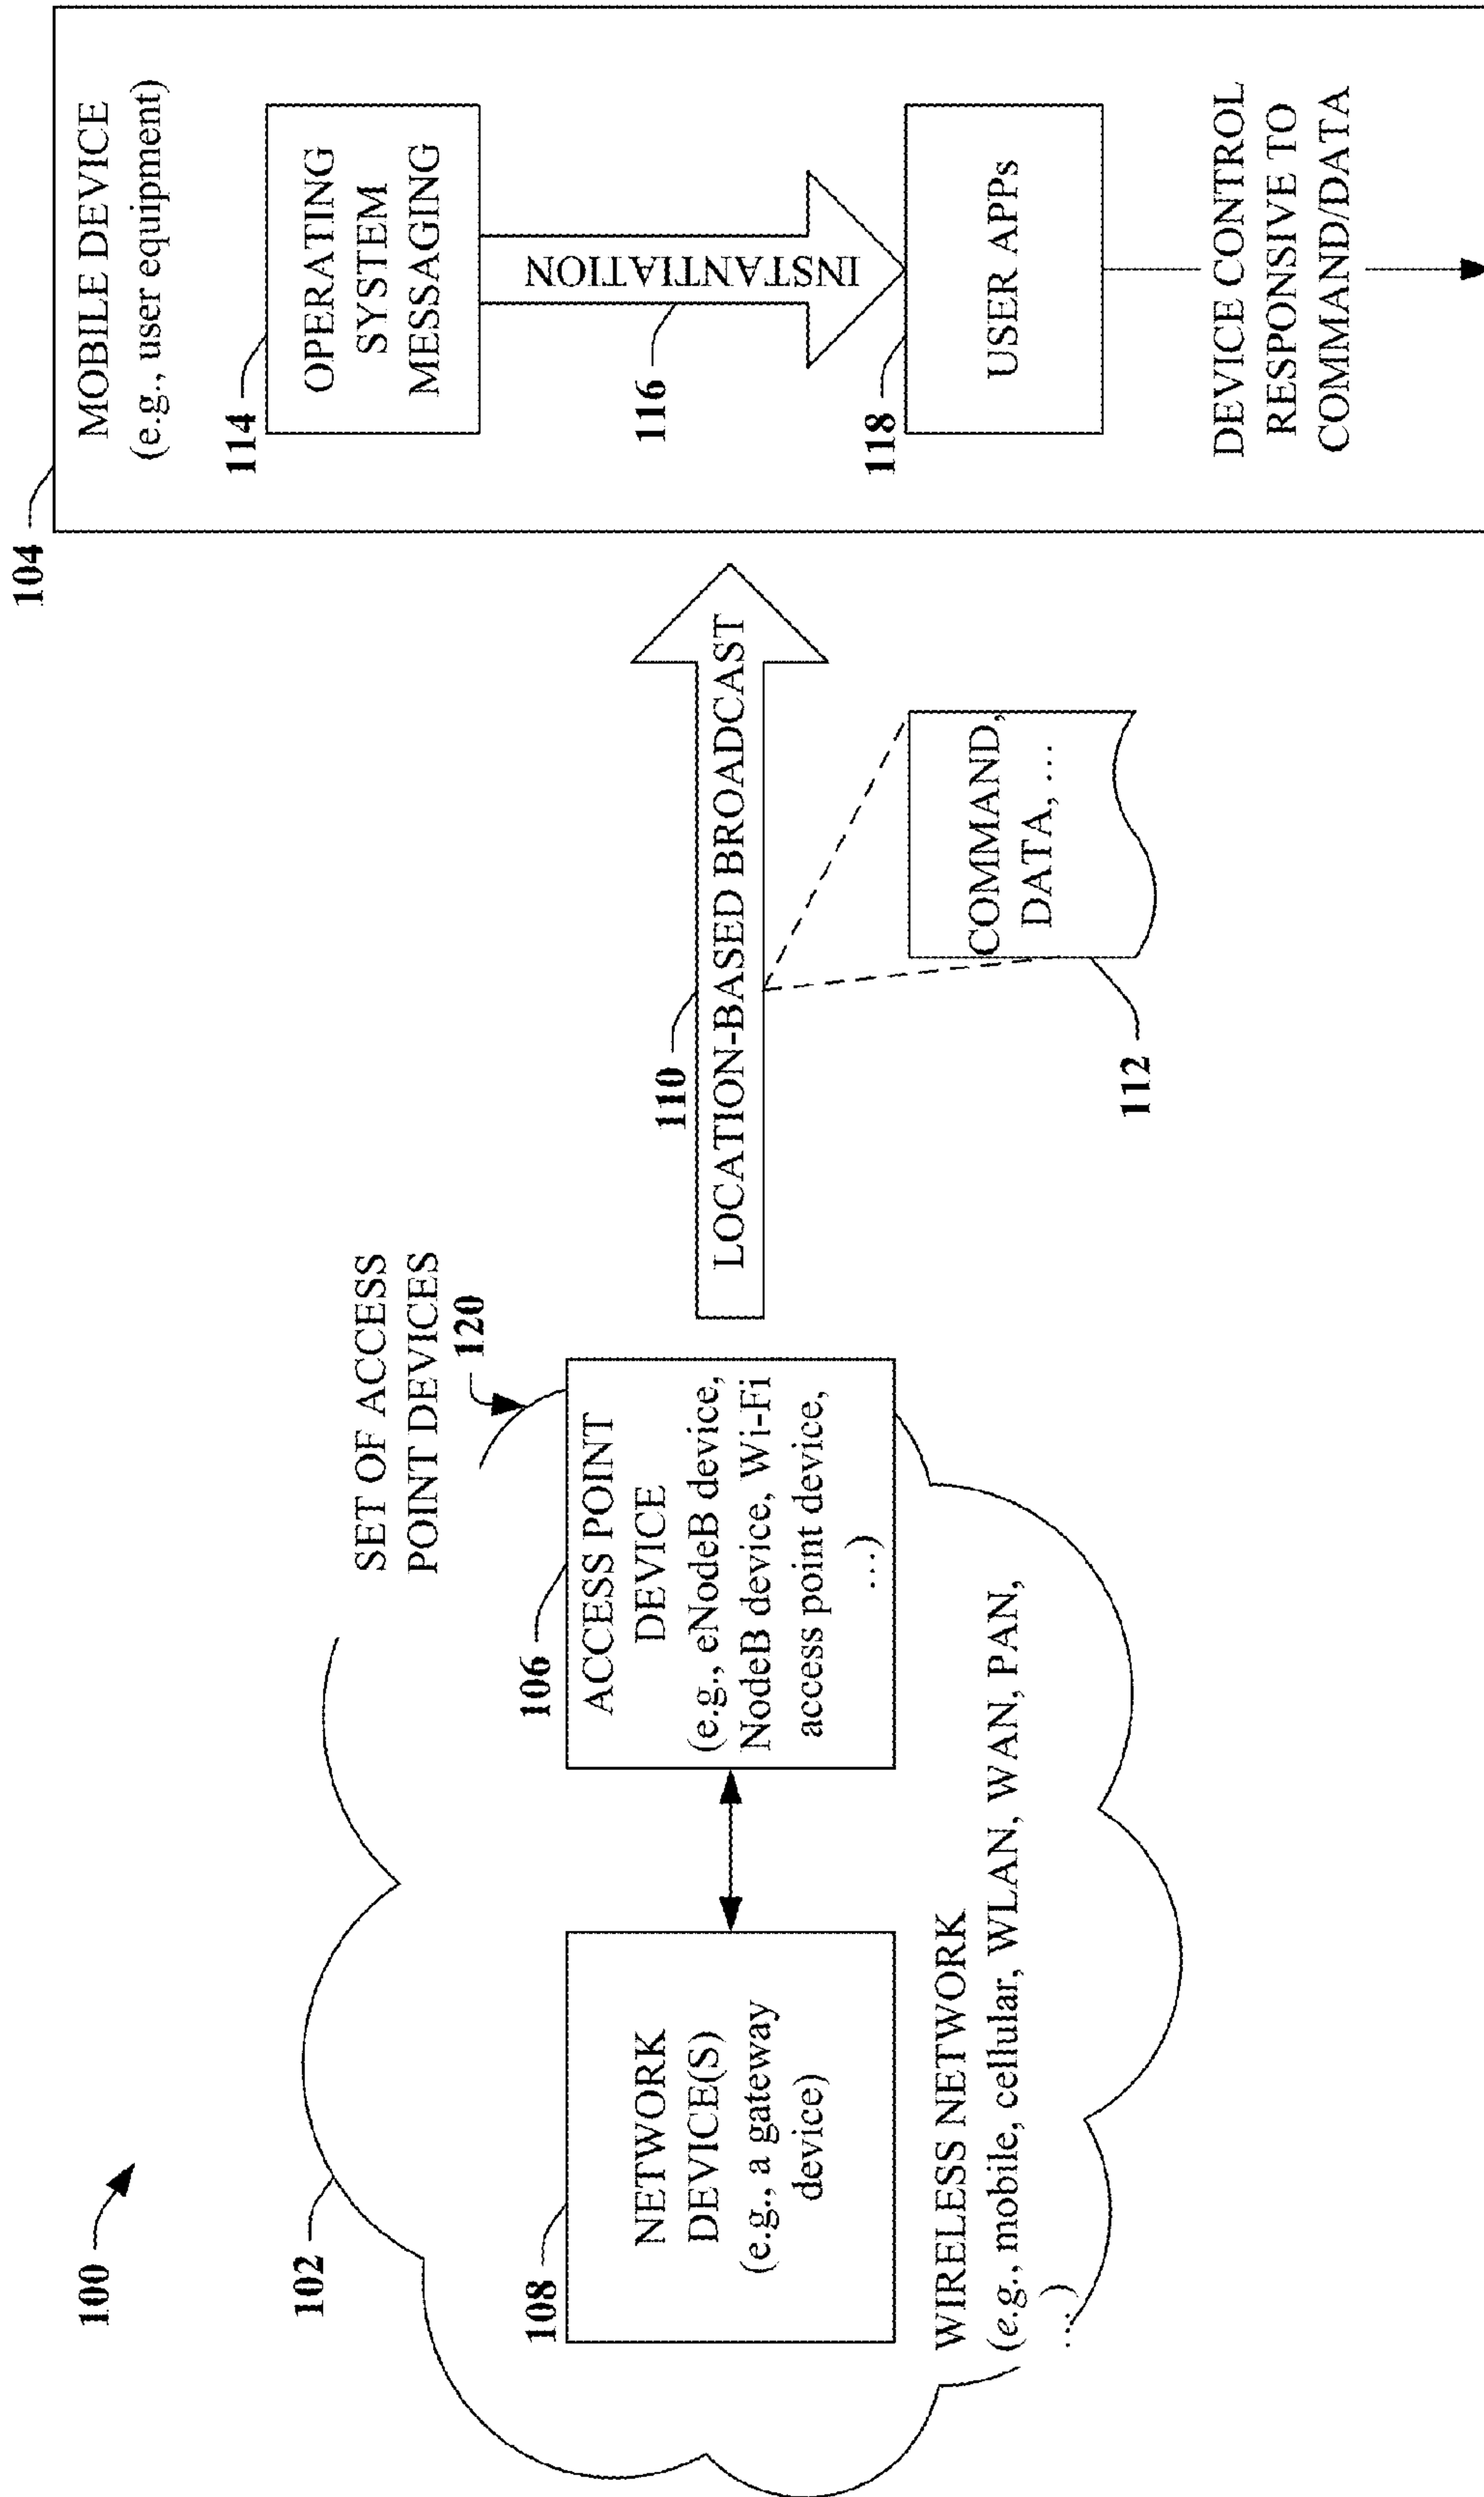 100
102
108
NETWORK
DEVICE(S)
(e.g., a gateway
device)
WIRELESS NETWORK
(e.g., mobile, cellular, WLAN, WAN, PAN,
…)
SET OF ACCESS
POINT DEVICES
120
106
ACCESS POINT
DEVICE
(e.g., eNodeB device,
NodeB device, Wi-Fi
access point device,
…)
110
LOCATION-BASED BROADCAST
COMMAND,
DATA, …
112
104
MOBILE DEVICE
(e.g., user equipment)
114
OPERATING
SYSTEM
MESSAGING
116
INSTANTIATION
118
USER APPs
DEVICE CONTROL
RESPONSIVE TO
COMMAND/DATA